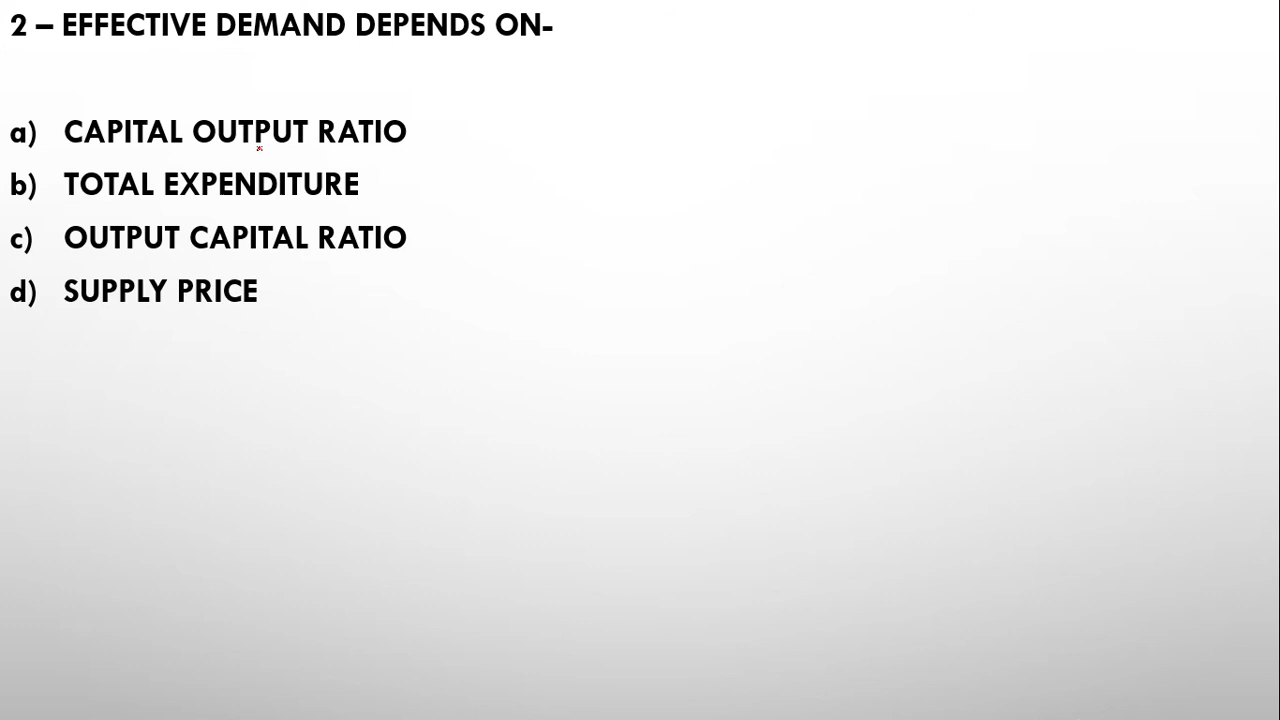 2 – EFFECTIVE DEMAND DEPENDS ON-
a) CAPITAL OUTPUT RATIO
b) TOTAL EXPENDITURE
c) OUTPUT CAPITAL RATIO
d) SUPPLY PRICE